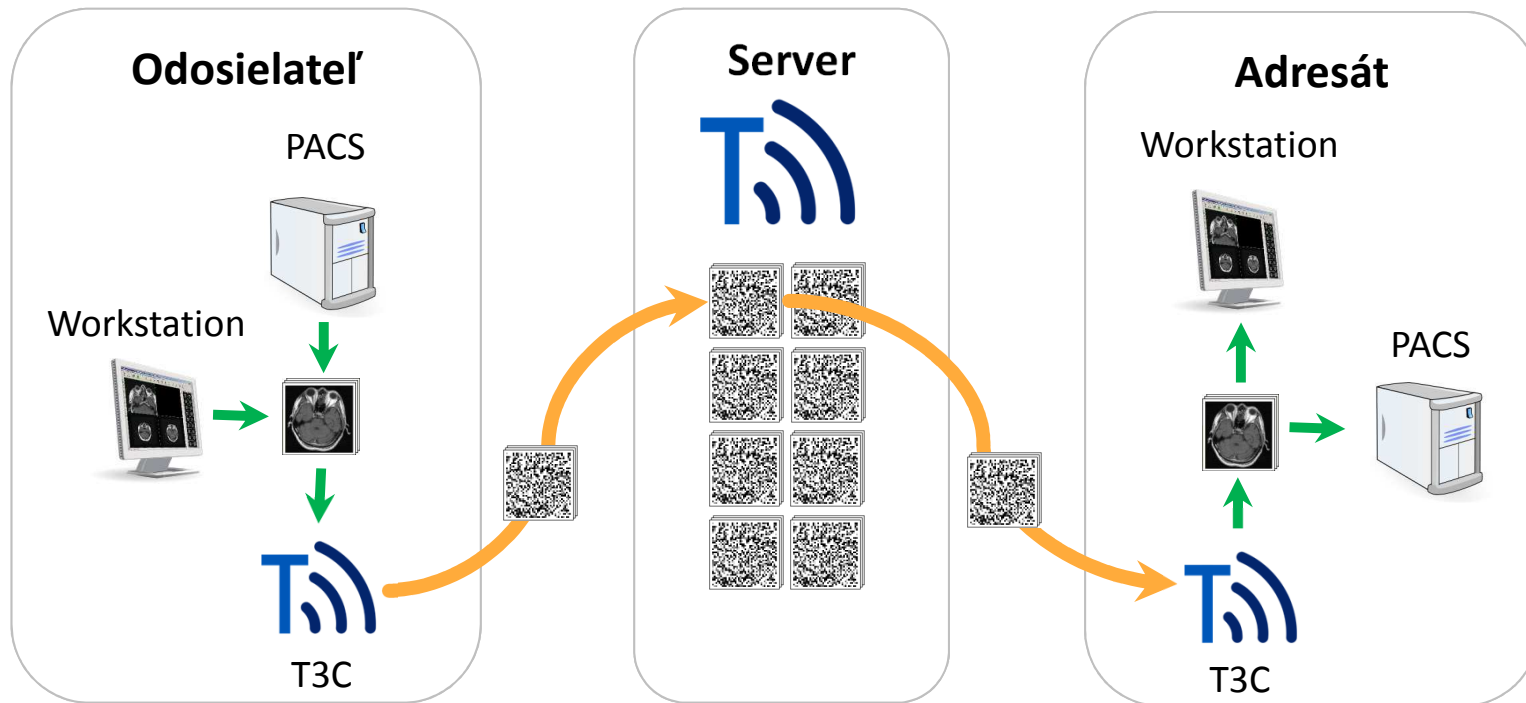 Odosielateľ
PACS
Workstation
T3C
Server
Adresát
Workstation
PACS
T3C